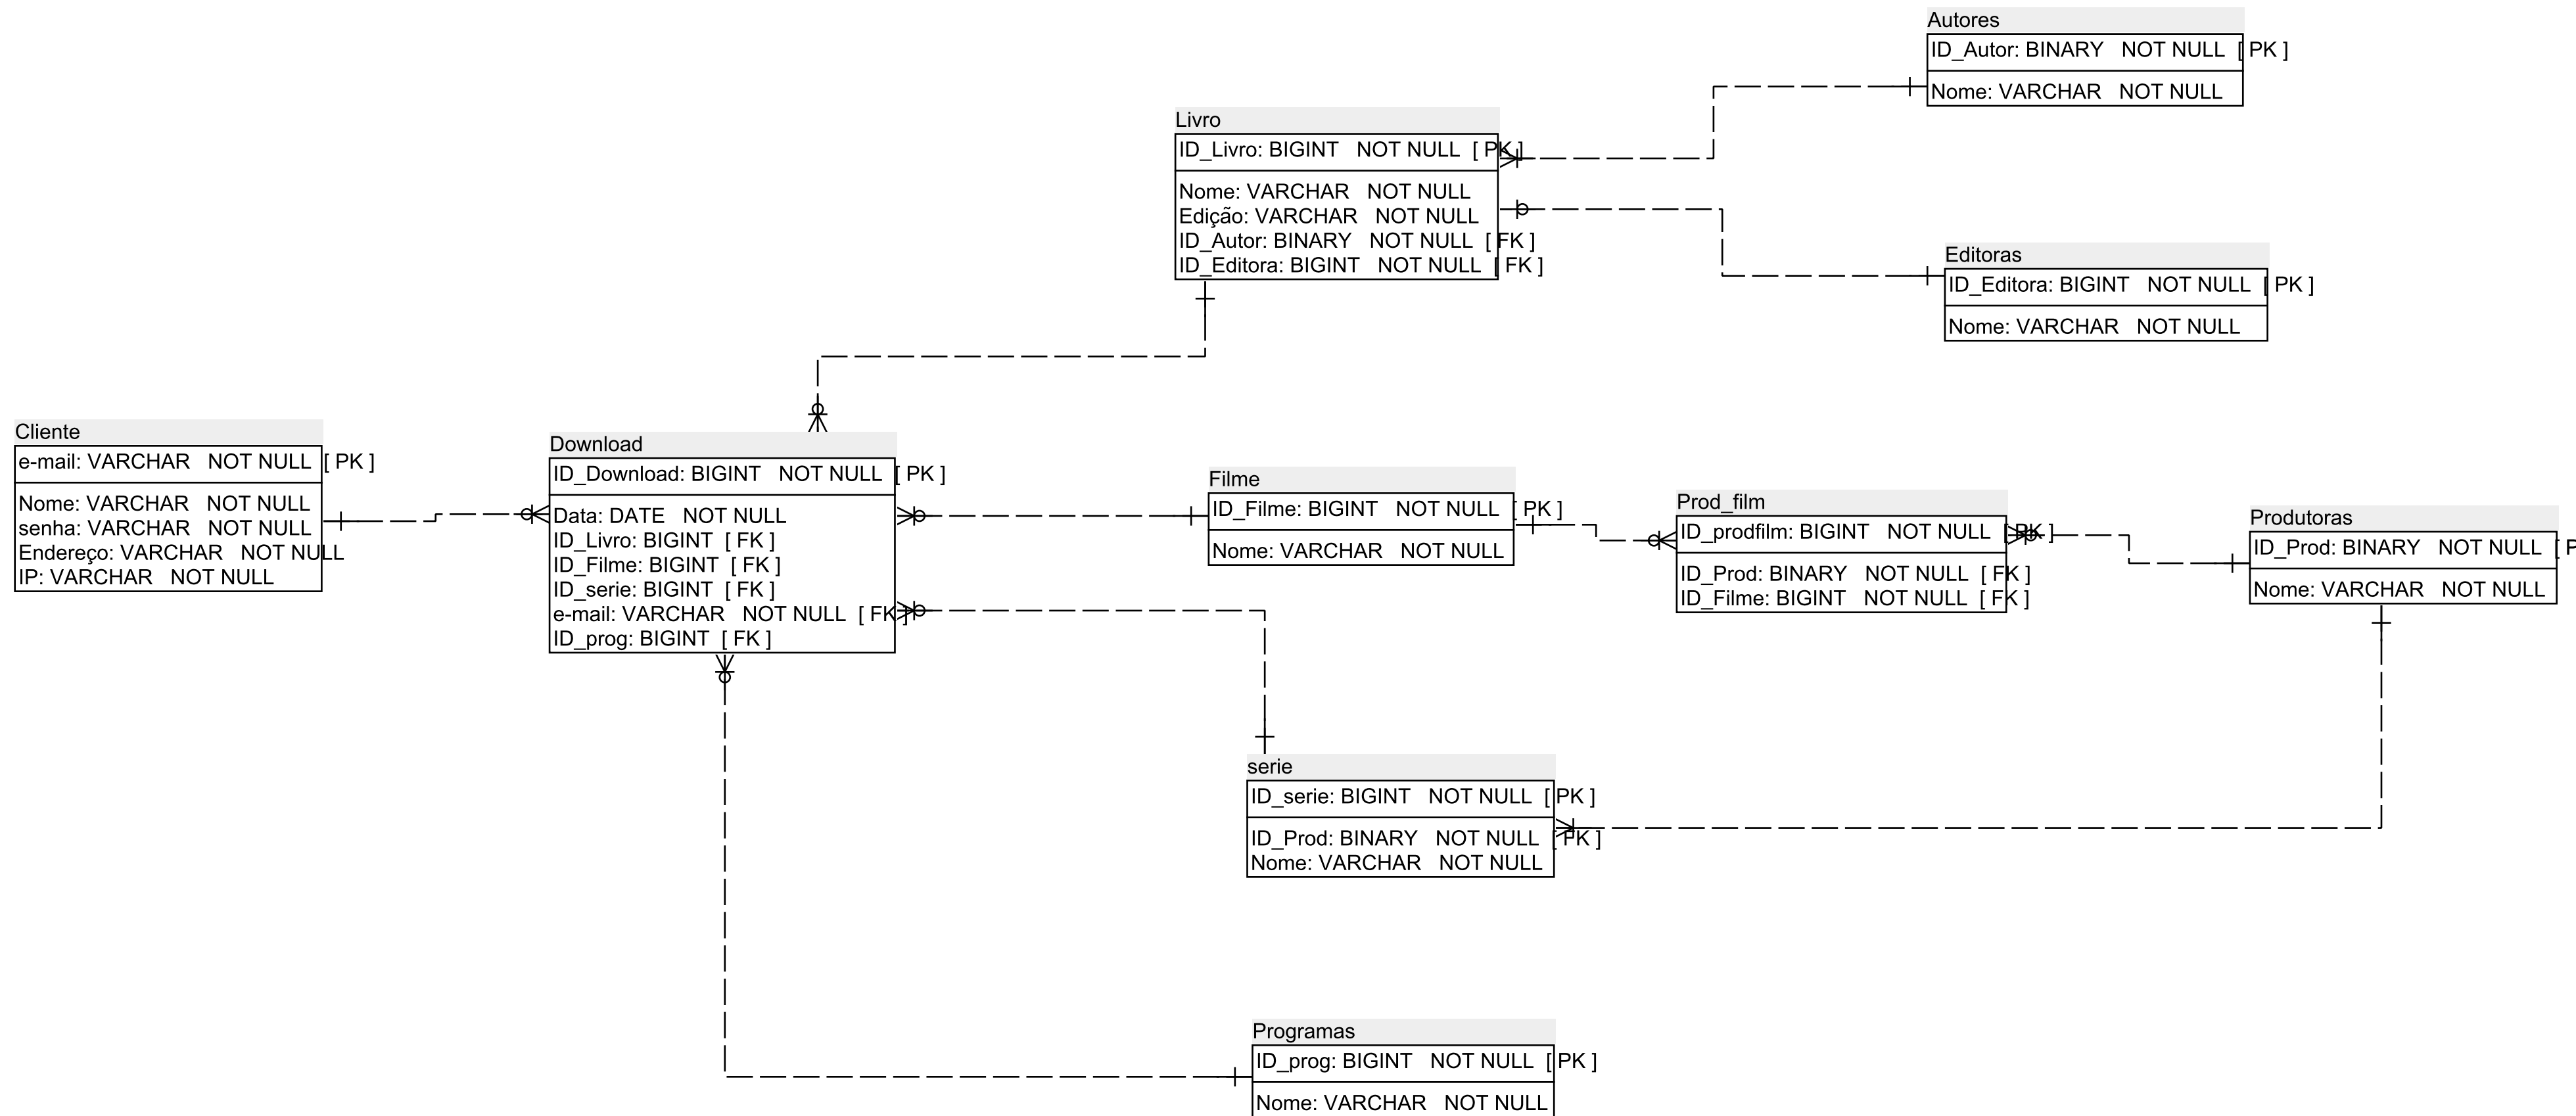 Autores
ID_Autor: BINARY NOT NULL [ PK ]
Nome: VARCHAR NOT NULL
Livro
ID_Livro: BIGINT NOT NULL [ PK ]
Nome: VARCHAR NOT NULL
Edição: VARCHAR NOT NULL
ID_Autor: BINARY NOT NULL [ FK ]
ID_Editora: BIGINT NOT NULL [ FK ]
Editoras
ID_Editora: BIGINT NOT NULL [ PK ]
Nome: VARCHAR NOT NULL
Cliente
e-mail: VARCHAR NOT NULL [ PK ]
Nome: VARCHAR NOT NULL
senha: VARCHAR NOT NULL
Endereço: VARCHAR NOT NULL
IP: VARCHAR NOT NULL
Download
ID_Download: BIGINT NOT NULL [ PK ]
Data: DATE NOT NULL
ID_Livro: BIGINT [ FK ]
ID_Filme: BIGINT [ FK ]
ID_serie: BIGINT [ FK ]
e-mail: VARCHAR NOT NULL [ FK ]
ID_prog: BIGINT [ FK ]
Filme
ID_Filme: BIGINT NOT NULL [ PK ]
Nome: VARCHAR NOT NULL
Prod_film
ID_prodfilm: BIGINT NOT NULL [ PK ]
ID_Prod: BINARY NOT NULL [ FK ]
ID_Filme: BIGINT NOT NULL [ FK ]
Produtoras
ID_Prod: BINARY NOT NULL [ P
Nome: VARCHAR NOT NULL
serie
ID_serie: BIGINT NOT NULL [ PK ]
ID_Prod: BINARY NOT NULL [ FK ]
Nome: VARCHAR NOT NULL
Programas
ID_prog: BIGINT NOT NULL [ PK ]
Nome: VARCHAR NOT NULL